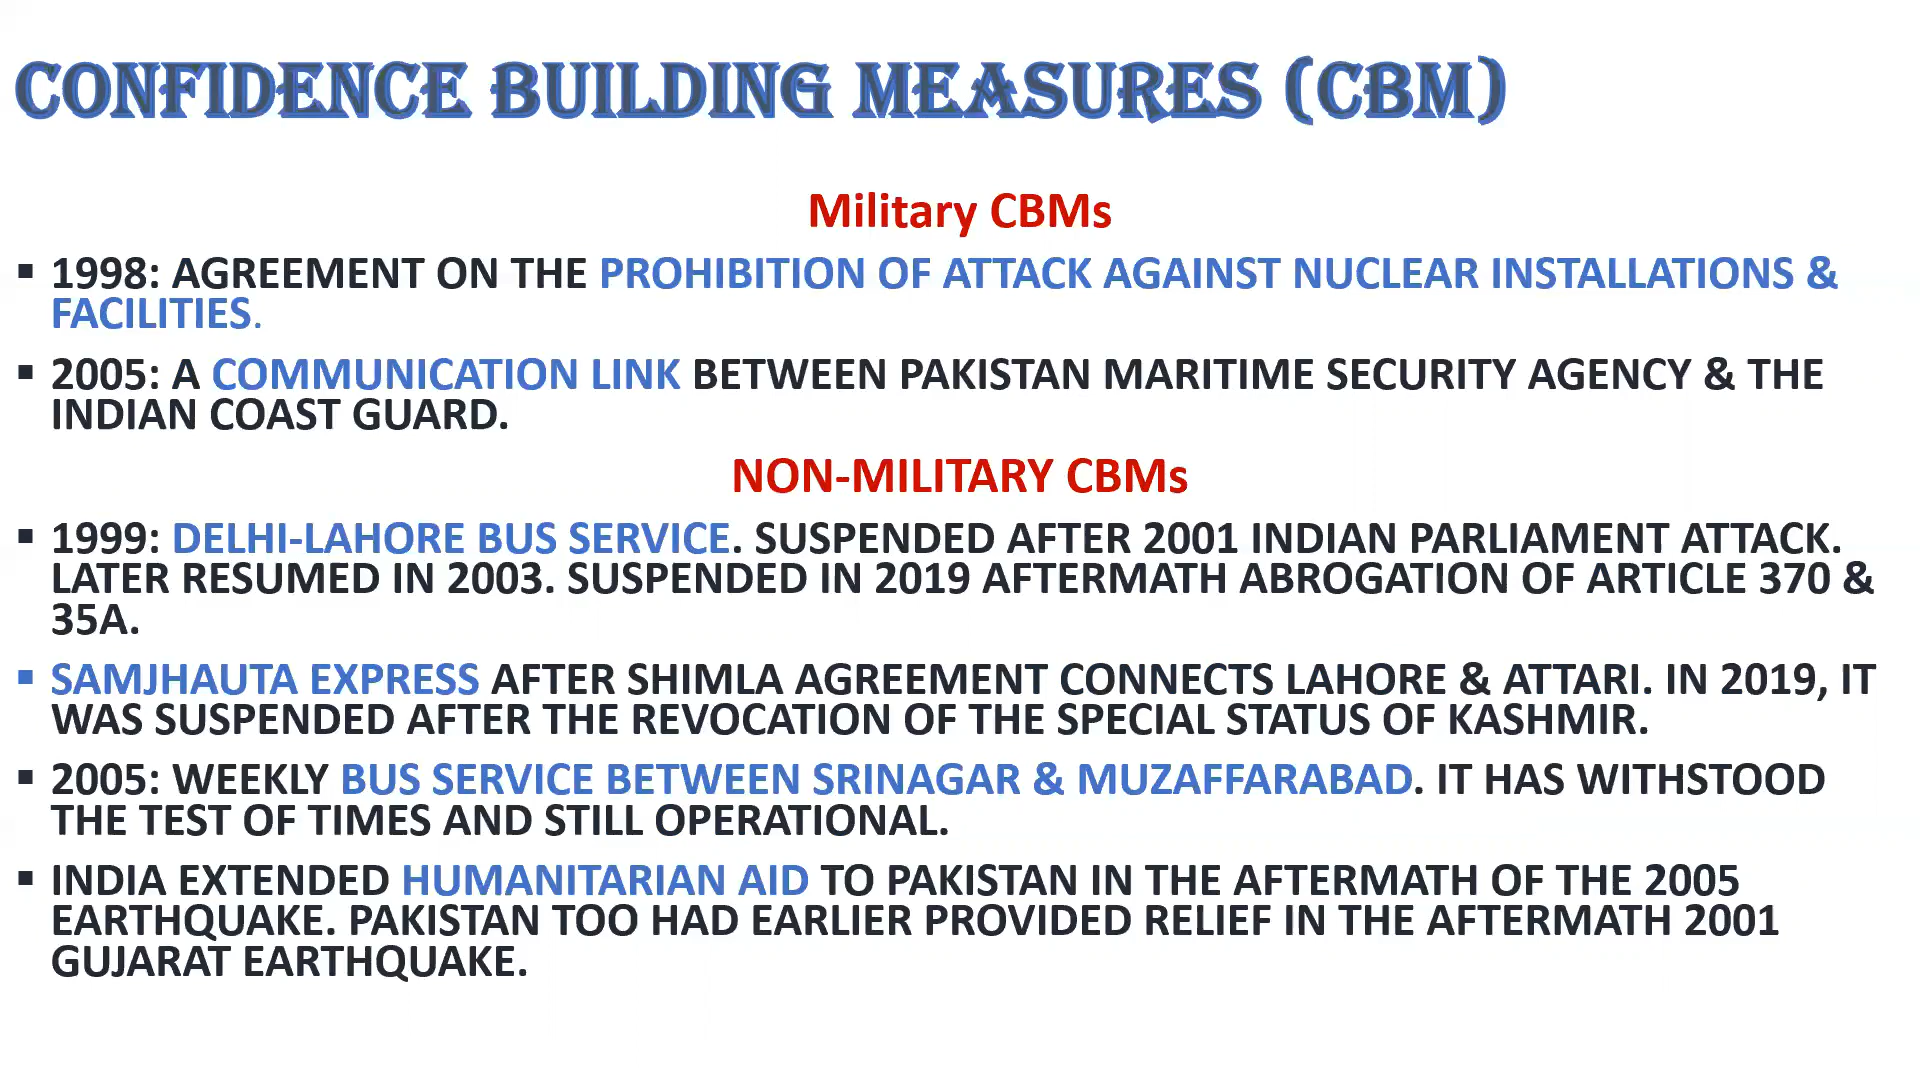 CONFIDENCE BUILDING MEASURES (CBM)
Military CBMs
▪ 1998: AGREEMENT ON THE PROHIBITION OF ATTACK AGAINST NUCLEAR INSTALLATIONS &
FACILITIES.
▪ 2005: A COMMUNICATION LINK BETWEEN PAKISTAN MARITIME SECURITY AGENCY & THE
INDIAN COAST GUARD.
NON-MILITARY CBMs
▪ 1999: DELHI-LAHORE BUS SERVICE. SUSPENDED AFTER 2001 INDIAN PARLIAMENT ATTACK.
LATER RESUMED IN 2003. SUSPENDED IN 2019 AFTERMATH ABROGATION OF ARTICLE 370 &
35A.
▪ SAMJHAUTA EXPRESS AFTER SHIMLA AGREEMENT CONNECTS LAHORE & ATTARI. IN 2019, IT
WAS SUSPENDED AFTER THE REVOCATION OF THE SPECIAL STATUS OF KASHMIR.
▪ 2005: WEEKLY BUS SERVICE BETWEEN SRINAGAR & MUZAFFARABAD. IT HAS WITHSTOOD
THE TEST OF TIMES AND STILL OPERATIONAL.
▪ INDIA EXTENDED HUMANITARIAN AID TO PAKISTAN IN THE AFTERMATH OF THE 2005
EARTHQUAKE. PAKISTAN TOO HAD EARLIER PROVIDED RELIEF IN THE AFTERMATH 2001
GUJARAT EARTHQUAKE.